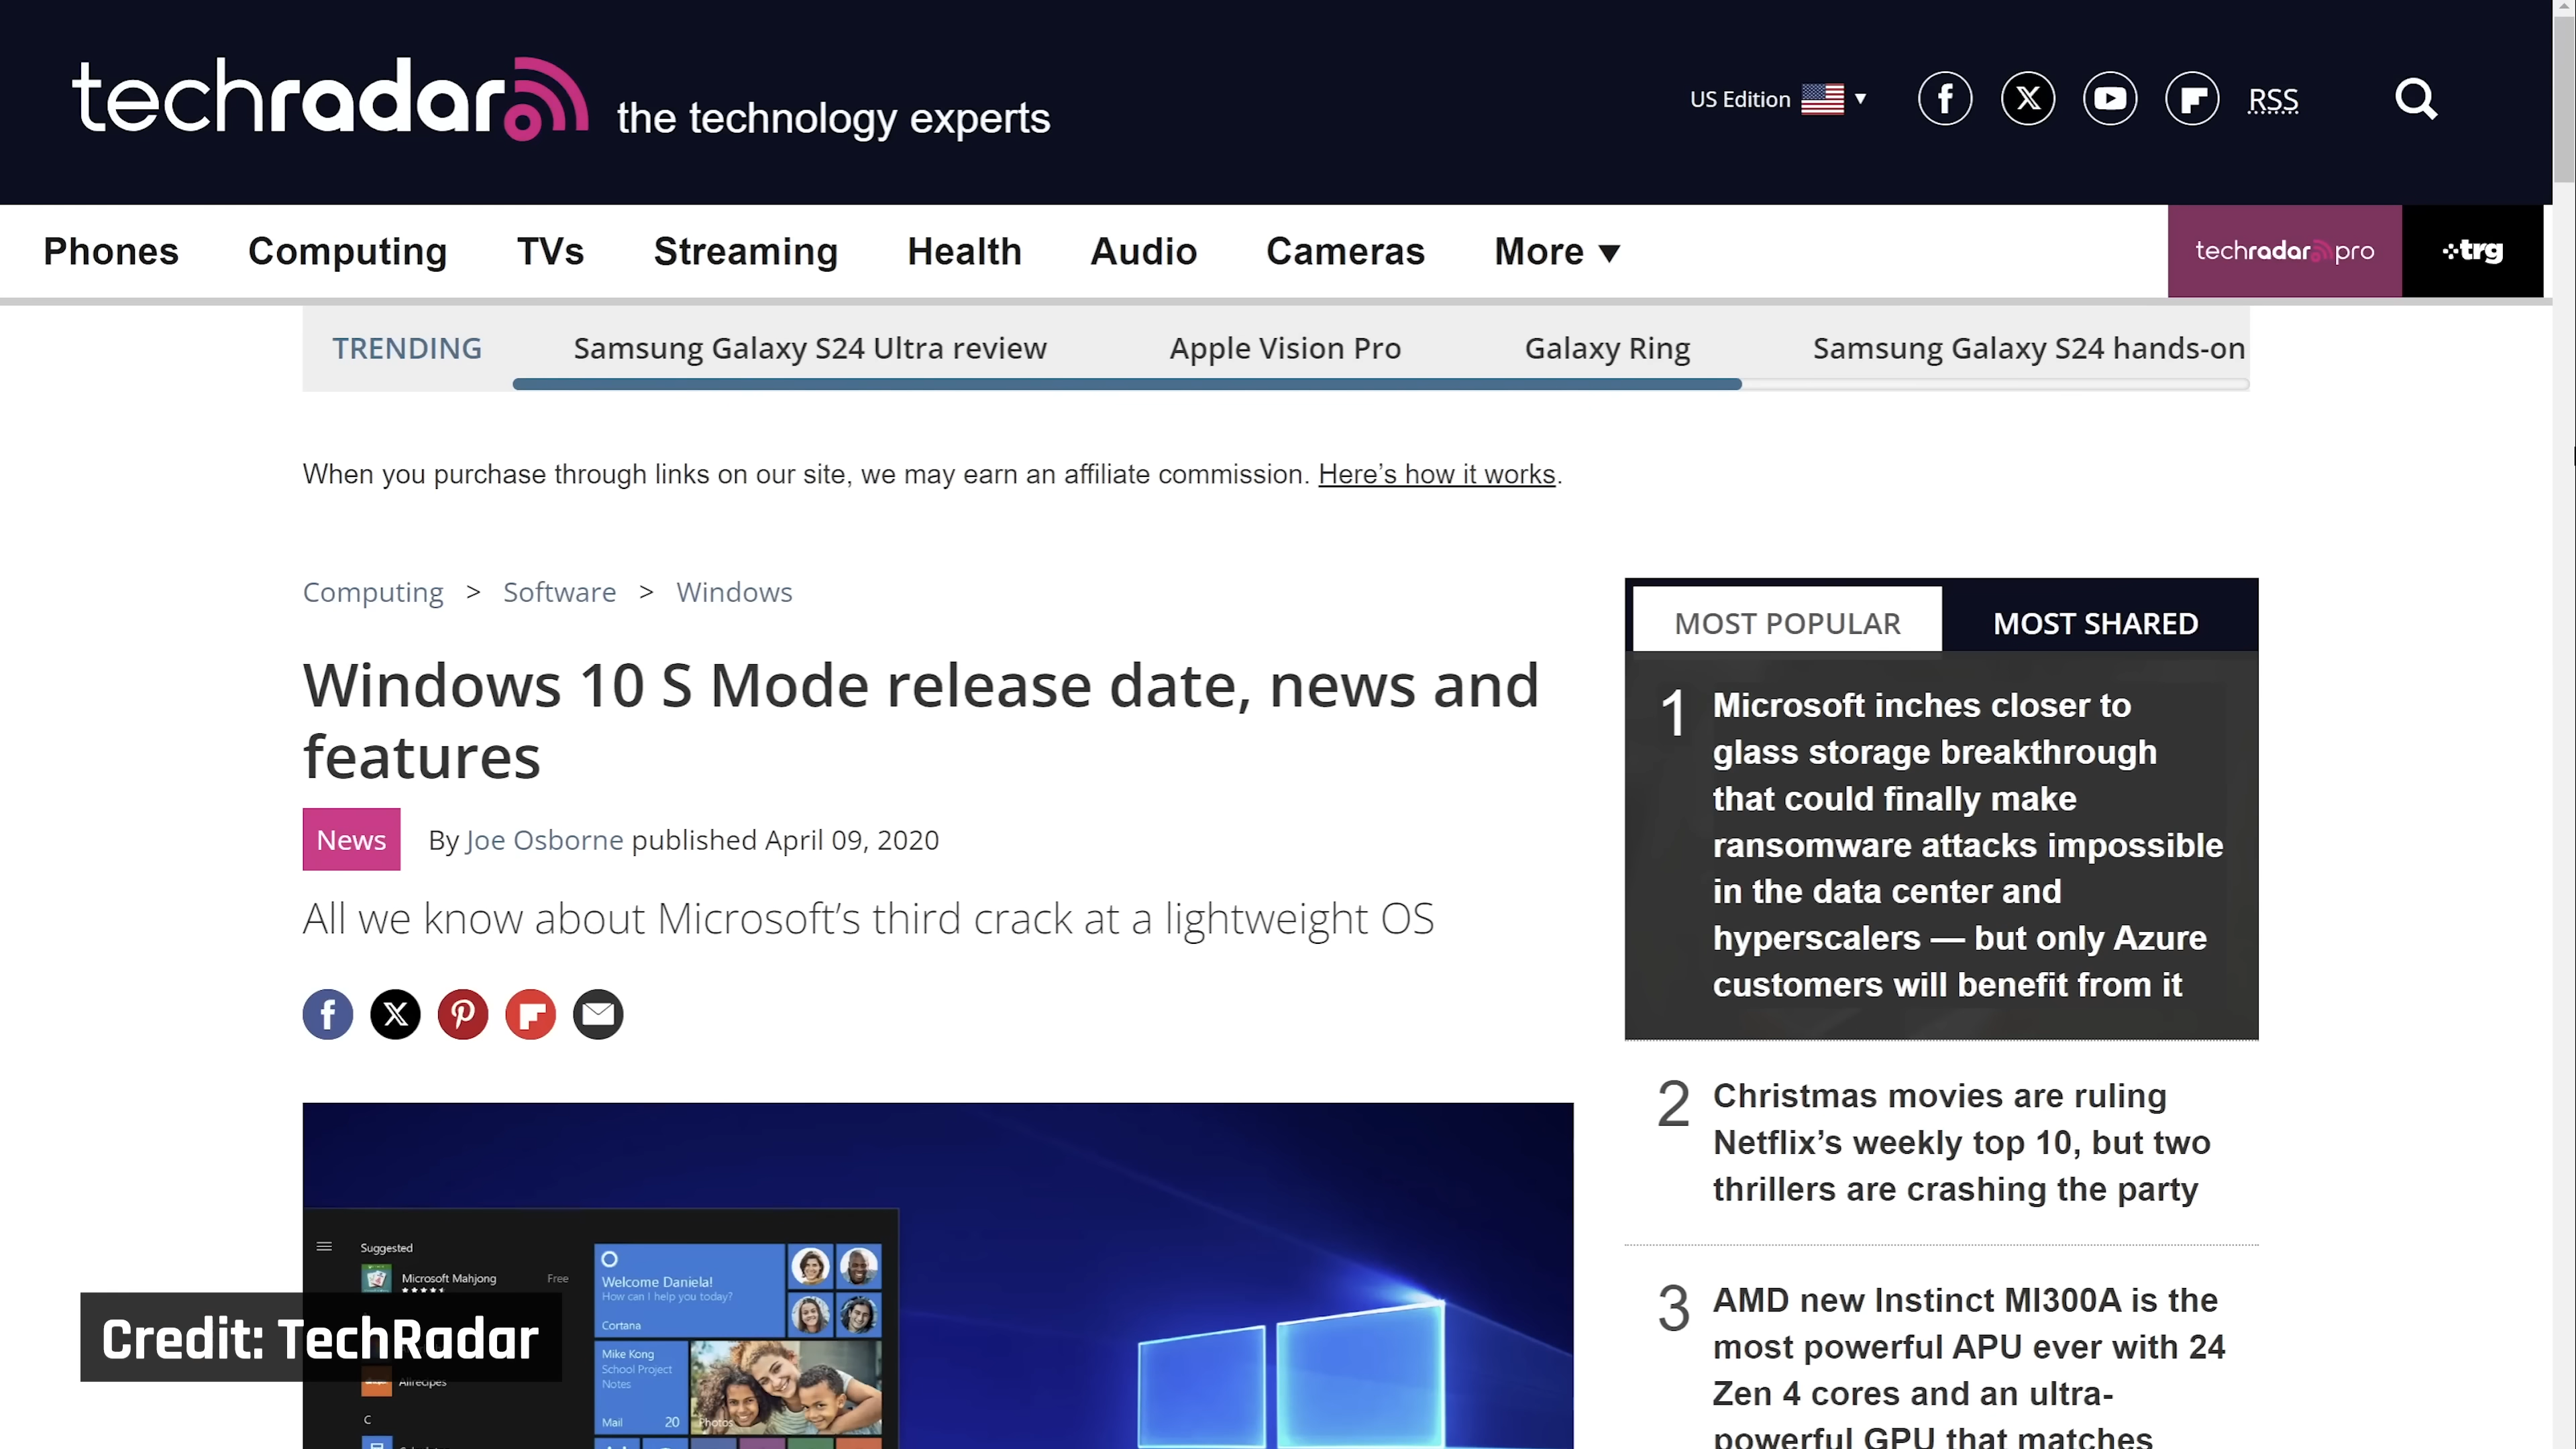 techradar the technology experts
US Edition
RSS
Phones Computing TVs Streaming Health Audio Cameras More
techradar pro
trg
TRENDING Samsung Galaxy S24 Ultra review Apple Vision Pro Galaxy Ring Samsung Galaxy S24 hands-on
When you purchase through links on our site, we may earn an affiliate commission. Here's how it works.
Computing > Software > Windows
Windows 10 S Mode release date, news and
features
News By Joe Osborne published April 09, 2020
All we know about Microsoft's third crack at a lightweight OS
MOST POPULAR MOST SHARED
1 Microsoft inches closer to
glass storage breakthrough
that could finally make
ransomware attacks impossible
in the data center and
hyperscalers — but only Azure
customers will benefit from it
2 Christmas movies are ruling
Netflix's weekly top 10, but two
thrillers are crashing the party
3 AMD new Instinct MI300A is the
most powerful APU ever with 24
Zen 4 cores and an ultra-
powerful GPU that matches
Suggested
Microsoft Mahjong Free
Allrecipes
C
Welcome Daniela!
How can I help you today?
Cortana
Mike Kong
School Project
Notes
Mail 20
Photos
Credit: TechRadar